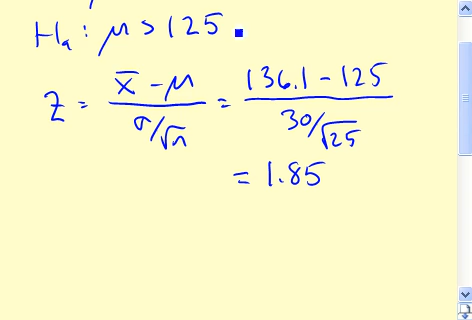 Hₐ: μ > 125
Z = (x̄ - μ)/(σ/√n) = (136.1 - 125)/(30/√25)
= 1.85